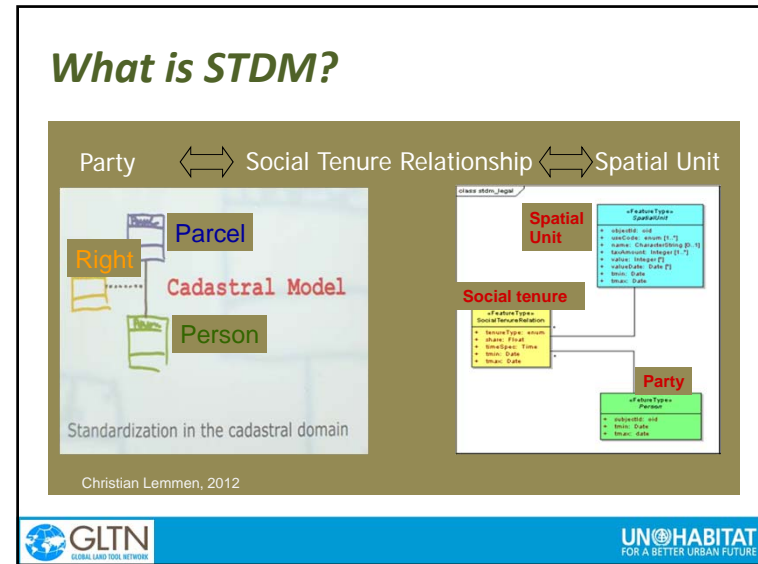 What is STDM?
Party Social Tenure Relationship Spatial Unit
Parcel
Right
Cadastral Model
Person
Standardization in the cadastral domain
Christian Lemmen, 2012
class stdm_legal
Spatial
Unit
«FeatureType»
SpatialUnit
+ objectId: oid
+ useCode: enum [1..*]
+ name: CharacterString [0..1]
+ taxAmount: Integer [1..*]
+ value: Integer [*]
+ valueDate: Date [*]
+ tmin: Date
+ tmax: Date
Social tenure
«FeatureType»
SocialTenureRelation
+ tenureType: enum
+ share: Float
+ timeSpec: Time
+ tmin: Date
+ tmax: Date
Party
«FetureType»
Person
+ subjectId: oid
+ tmin: Date
+ tmax: date
GLTN
GLOBAL LAND TOOL NETWORK
UN HABITAT
FOR A BETTER URBAN FUTURE